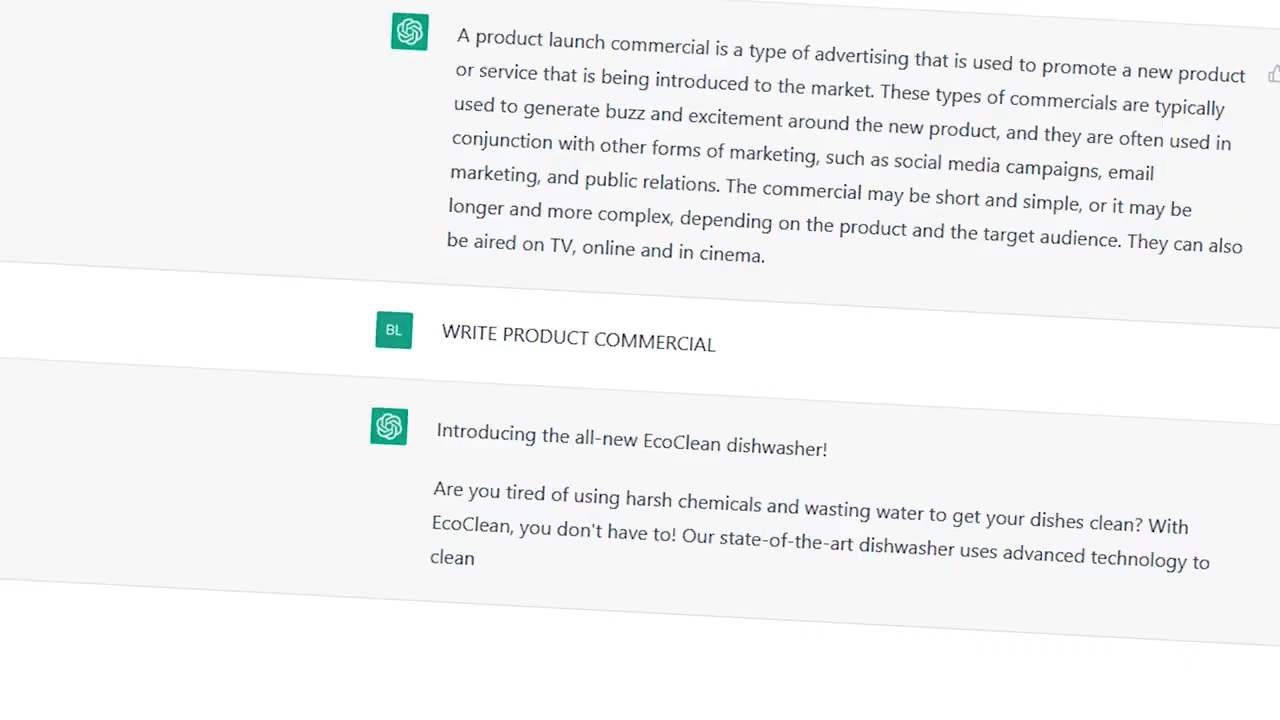 A product launch commercial is a type of advertising that is used to promote a new product
or service that is being introduced to the market. These types of commercials are typically
used to generate buzz and excitement around the new product, and they are often used in
conjunction with other forms of marketing, such as social media campaigns, email
marketing, and public relations. The commercial may be short and simple, or it may be
longer and more complex, depending on the product and the target audience. They can also
be aired on TV, online and in cinema.
BL
WRITE PRODUCT COMMERCIAL
Introducing the all-new EcoClean dishwasher!
Are you tired of using harsh chemicals and wasting water to get your dishes clean? With
EcoClean, you don't have to! Our state-of-the-art dishwasher uses advanced technology to
clean